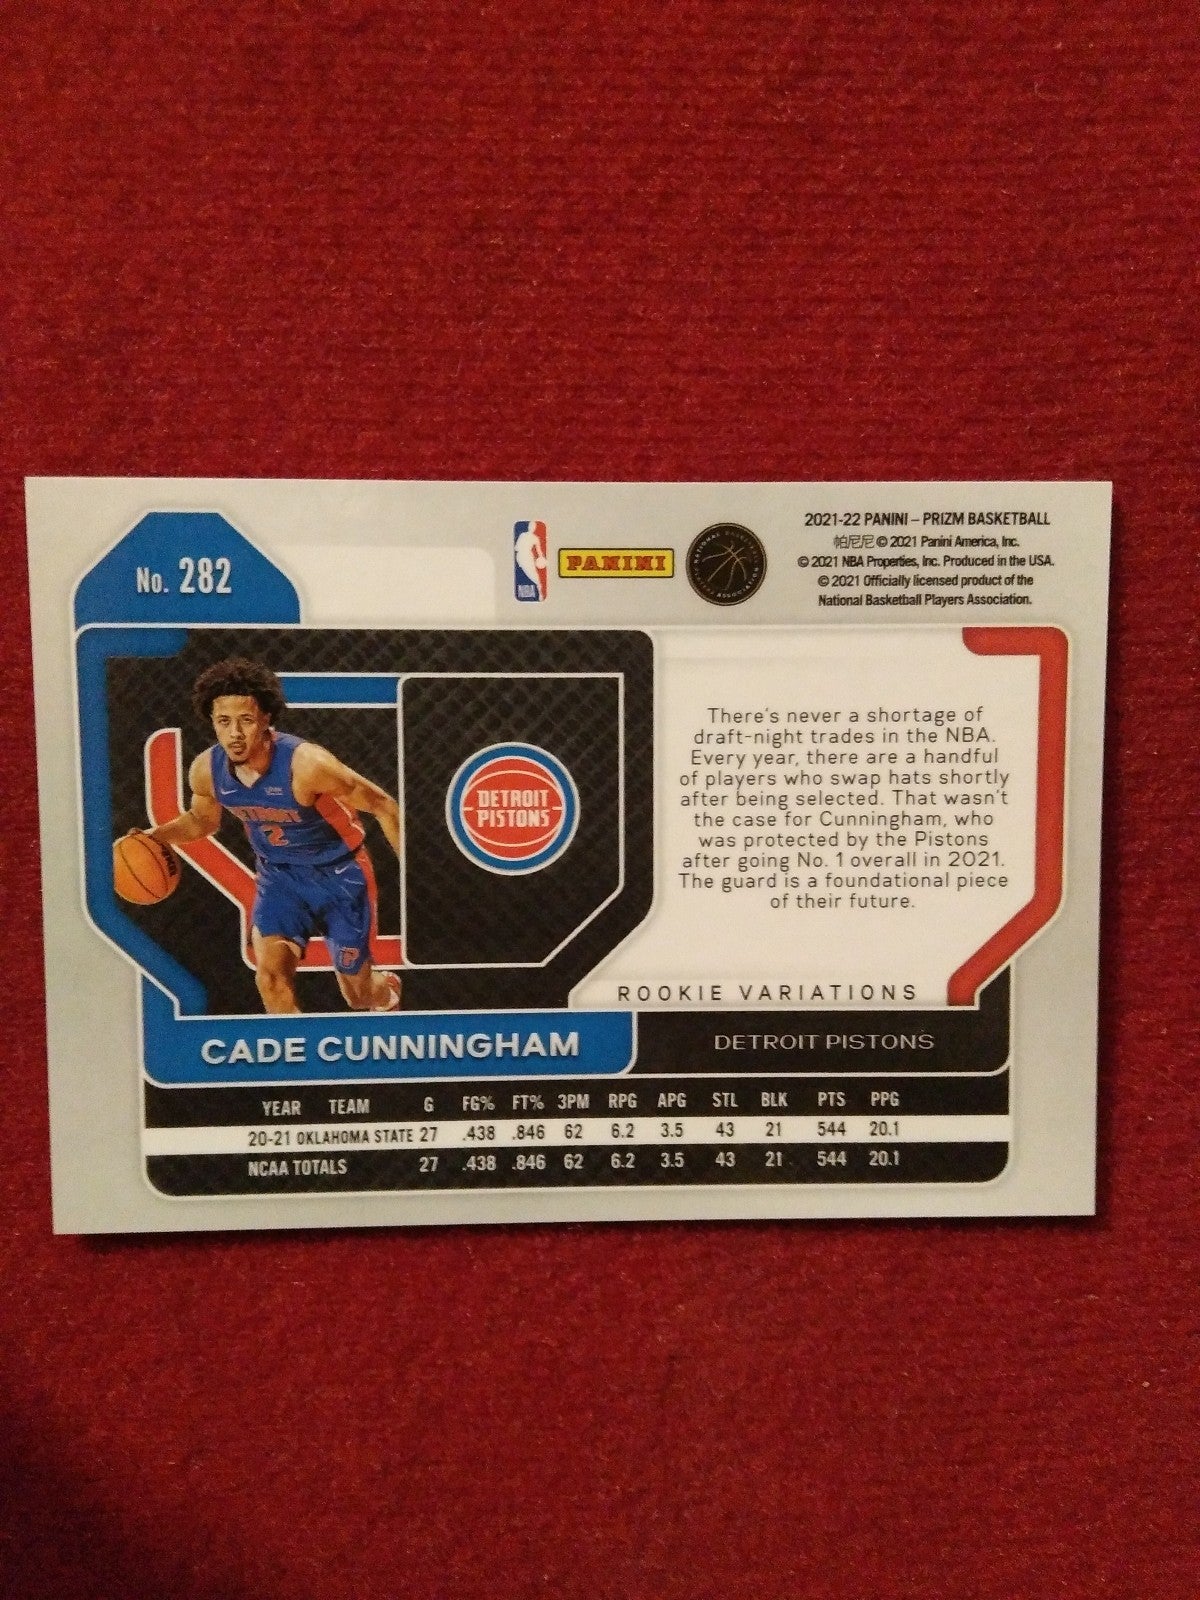 No. 282
NBA
PANINI
2021-22 PANINI – PRIZM BASKETBALL
帕尼尼 © 2021 Panini America, Inc.
© 2021 NBA Properties, Inc. Produced in the USA.
© 2021 Officially licensed product of the
National Basketball Players Association.
DETROIT
2
DETROIT
PISTONS
There's never a shortage of
draft-night trades in the NBA.
Every year, there are a handful
of players who swap hats shortly
after being selected. That wasn't
the case for Cunningham, who
was protected by the Pistons
after going No. 1 overall in 2021.
The guard is a foundational piece
of their future.
ROOKIE VARIATIONS
CADE CUNNINGHAM
DETROIT PISTONS
YEAR TEAM G FG% FT% 3PM RPG APG STL BLK PTS PPG
20-21 OKLAHOMA STATE 27 .438 .846 62 6.2 3.5 43 21 544 20.1
NCAA TOTALS 27 .438 .846 62 6.2 3.5 43 21 544 20.1